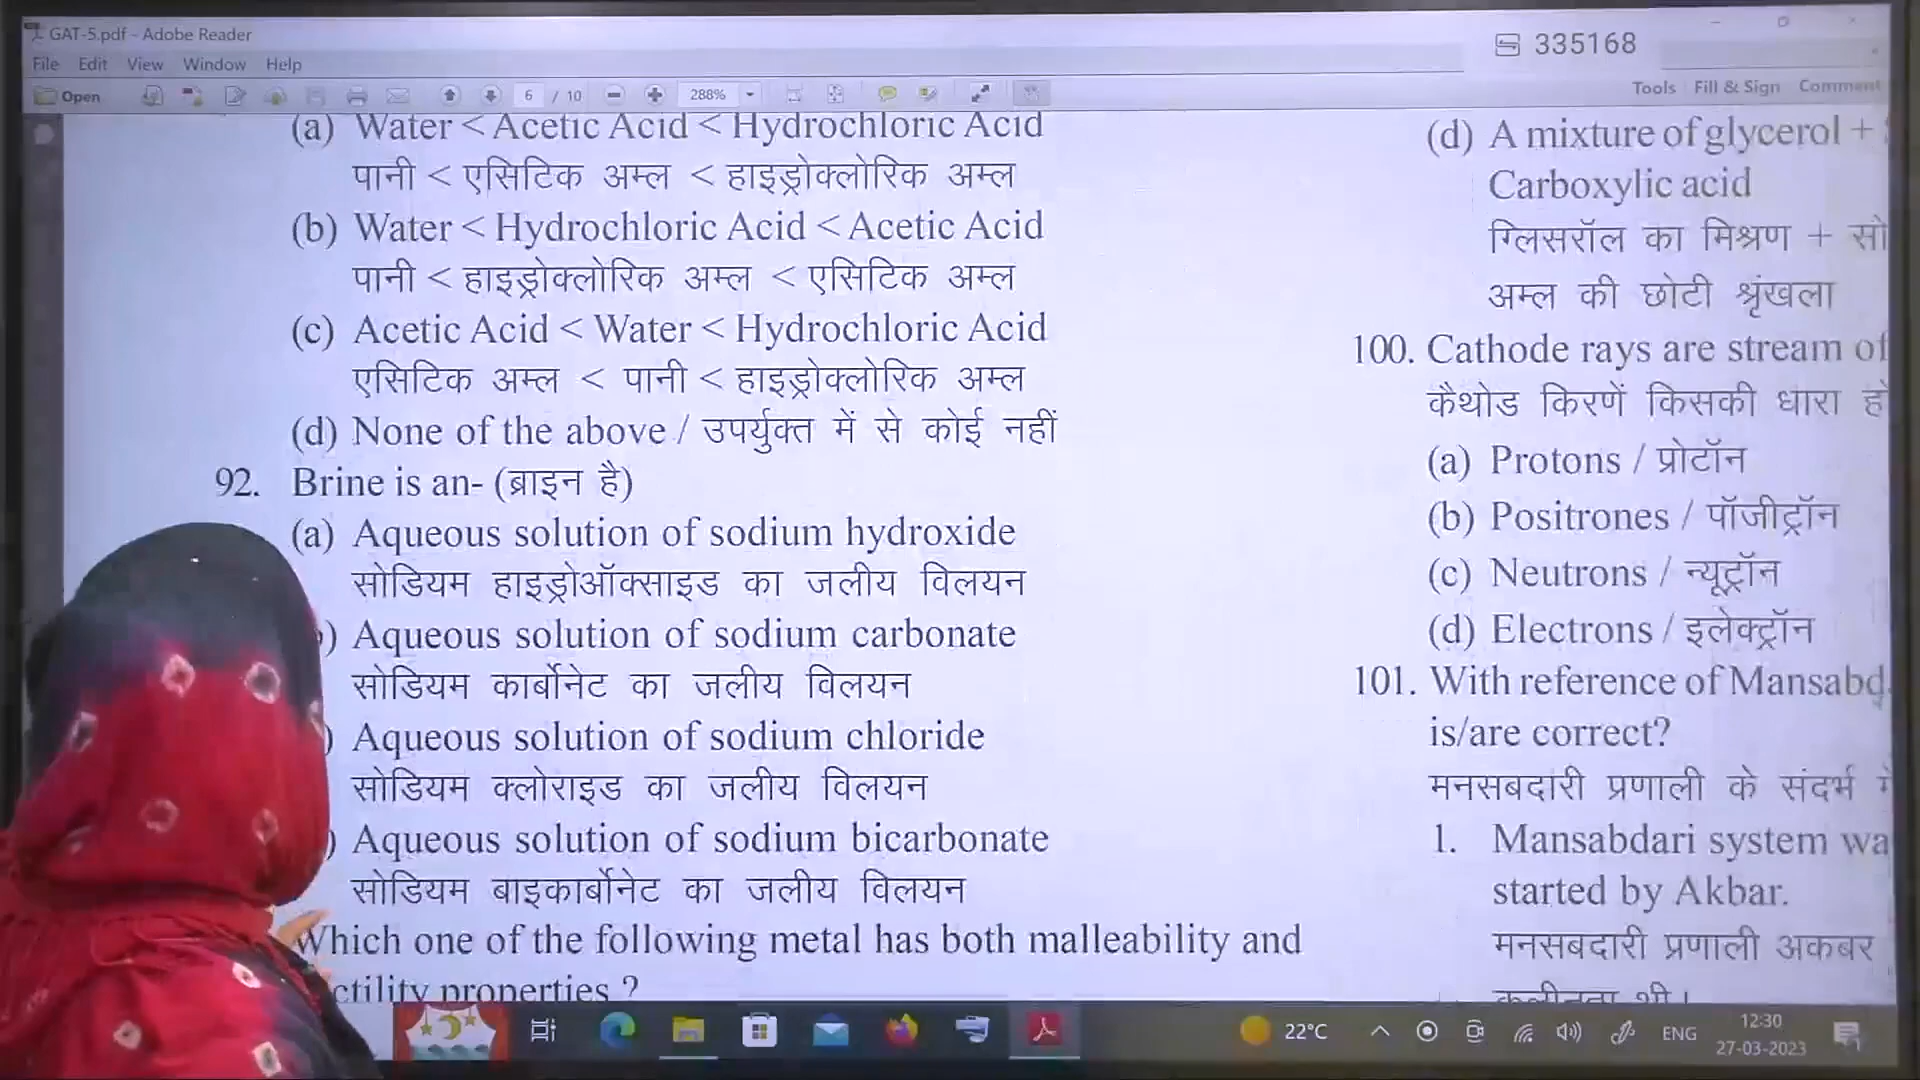 GAT-5.pdf - Adobe Reader
335168
File Edit View Window Help
Open 6 / 10 288% Tools Fill & Sign Comment
(a) Water < Acetic Acid < Hydrochloric Acid
पानी < एसिटिक अम्ल < हाइड्रोक्लोरिक अम्ल
(b) Water < Hydrochloric Acid < Acetic Acid
पानी < हाइड्रोक्लोरिक अम्ल < एसिटिक अम्ल
(c) Acetic Acid < Water < Hydrochloric Acid
एसिटिक अम्ल < पानी < हाइड्रोक्लोरिक अम्ल
(d) None of the above / उपर्युक्त में से कोई नहीं
92. Brine is an- (ब्राइन है)
(a) Aqueous solution of sodium hydroxide
सोडियम हाइड्रोऑक्साइड का जलीय विलयन
) Aqueous solution of sodium carbonate
सोडियम कार्बोनेट का जलीय विलयन
) Aqueous solution of sodium chloride
सोडियम क्लोराइड का जलीय विलयन
) Aqueous solution of sodium bicarbonate
सोडियम बाइकार्बोनेट का जलीय विलयन
Which one of the following metal has both malleability and
ctility properties ?
(d) A mixture of glycerol +
Carboxylic acid
ग्लिसरॉल का मिश्रण + सो
अम्ल की छोटी श्रृंखला
100. Cathode rays are stream of
कैथोड किरणें किसकी धारा
(a) Protons / प्रोटॉन
(b) Positrones / पॉजीट्रॉन
(c) Neutrons / न्यूट्रॉन
(d) Electrons / इलेक्ट्रॉन
101. With reference of Mansabd
is/are correct?
मनसबदारी प्रणाली के संदर्भ
1. Mansabdari system wa
started by Akbar.
मनसबदारी प्रणाली अकबर
22°C ENG 12:30
27-03-2023